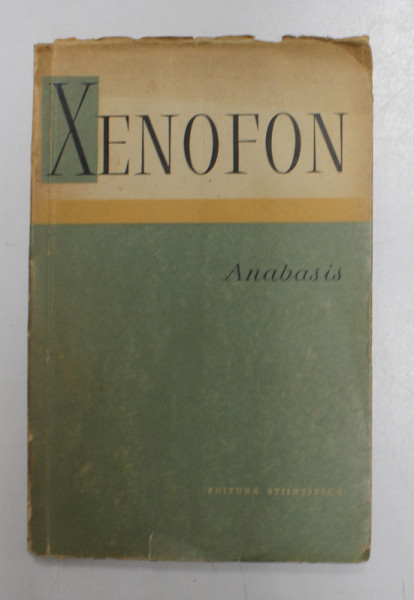 XENOFON
Anabasis
EDITURA ȘTIINȚIFICĂ